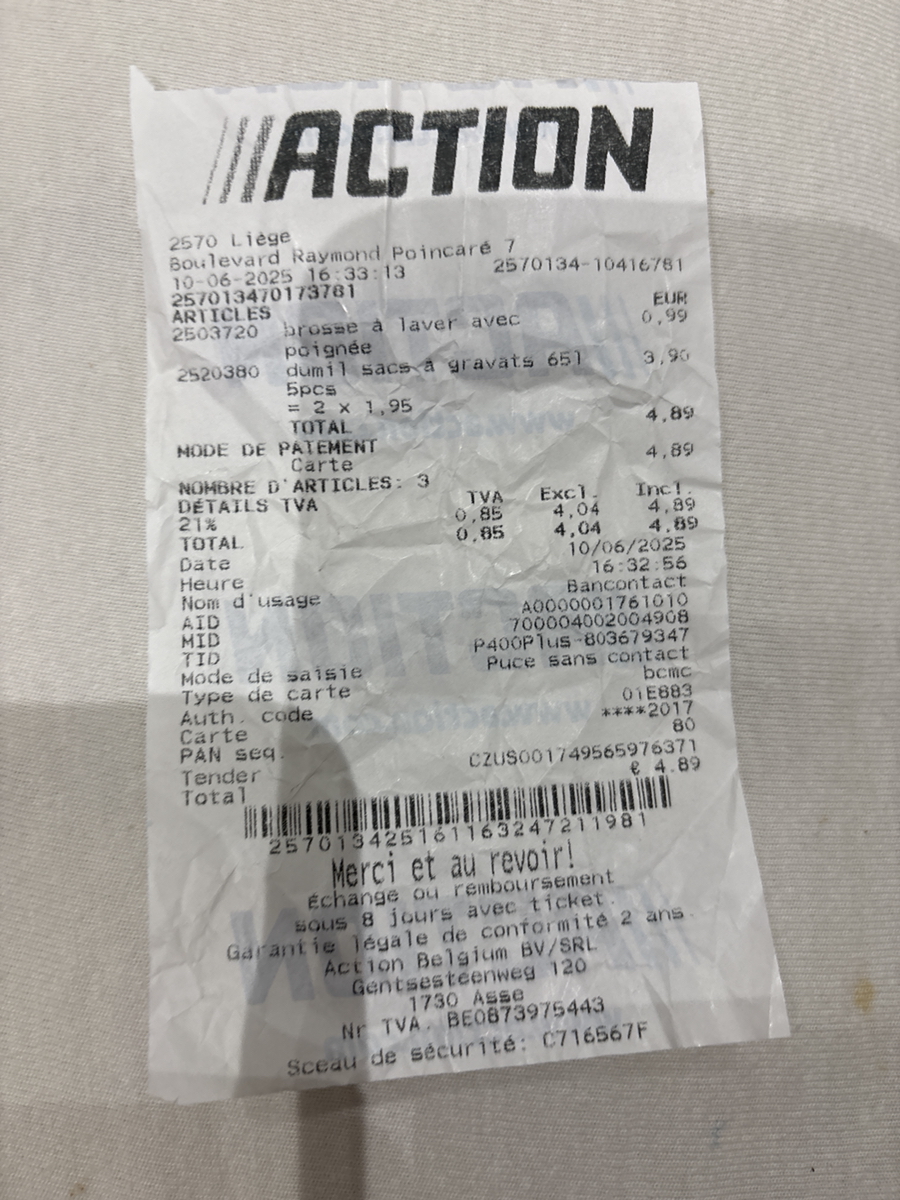 ACTION
2570 Liège
Boulevard Raymond Poincaré 7
10-06-2025 16:33:13 2570134-10416781
257013470173781
ARTICLES EUR
2503720 brosse à laver avec 0,99
poignée
2520380 dumil sacs à gravats 65l 3,90
5pcs
= 2 x 1,95
TOTAL 4,89
MODE DE PATEMENT
Carte 4,89
NOMBRE D'ARTICLES: 3
DÉTAILS TVA TVA Excl. Incl.
21% 0,85 4,04 4,89
TOTAL 0,85 4,04 4,89
Date 10/06/2025
Heure 16:32:56
Nom d'usage Bancontact
AID A0000001761010
MID 700004002004908
TID P400Plus-803679347
Mode de saisie Puce sans contact
Type de carte bcmc
Auth. code 01E883
Carte ****2017
PAN seq. 80
Tender CZUS001749565976371
Total € 4.89
257013425161163247211981
Merci et au revoir!
Échange ou remboursement
sous 8 jours avec ticket.
Garantie légale de conformité 2 ans.
Action Belgium BV/SRL
Gentsesteenweg 120
1730 Asse
Nr TVA. BE0873975443
Sceau de sécurité: C716567F